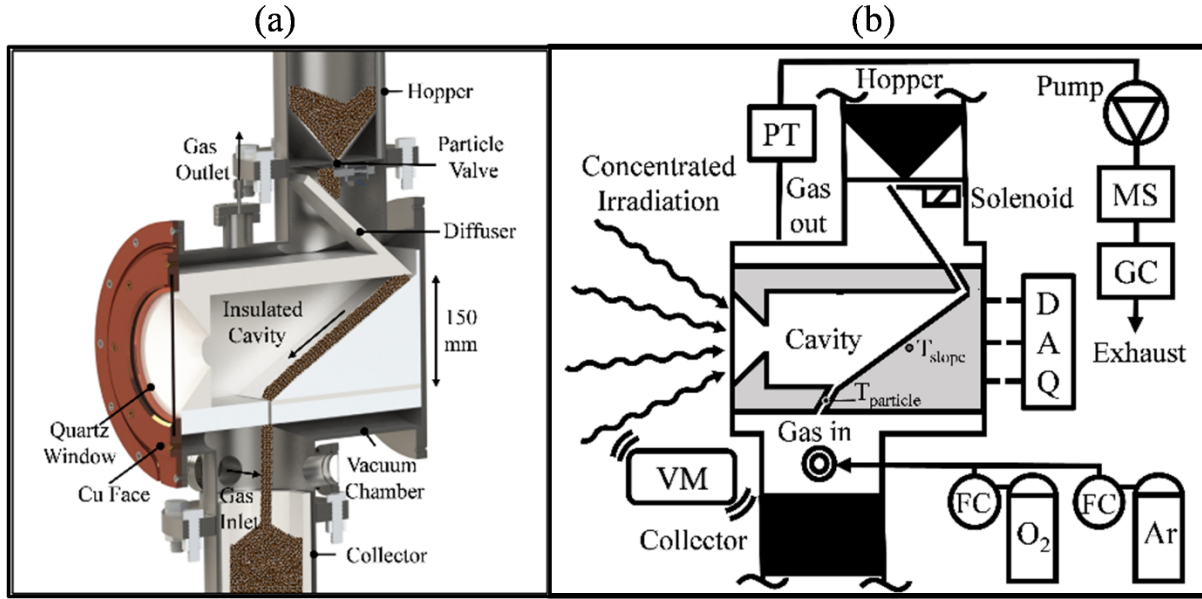 (a)
Hopper
Gas
Outlet
Particle
Valve
Diffuser
Insulated
Cavity
150
mm
Quartz
Window
Cu Face
Gas
Inlet
Vacuum
Chamber
Collector
(b)
Hopper
Pump
PT
Concentrated
Irradiation
Gas
out
Solenoid
MS
GC
Exhaust
Cavity
Tslope
Tparticle
D
A
Q
Gas in
VM
Collector
FC
O2
FC
Ar